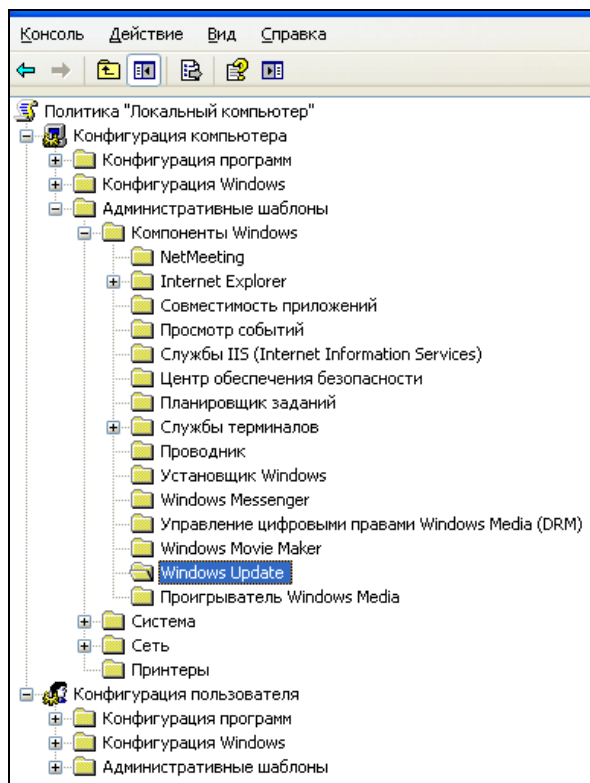 Консоль Действие Вид Справка
Политика "Локальный компьютер"
Конфигурация компьютера
Конфигурация программ
Конфигурация Windows
Административные шаблоны
Компоненты Windows
NetMeeting
Internet Explorer
Совместимость приложений
Просмотр событий
Службы IIS (Internet Information Services)
Центр обеспечения безопасности
Планировщик заданий
Службы терминалов
Проводник
Установщик Windows
Windows Messenger
Управление цифровыми правами Windows Media (DRM)
Windows Movie Maker
Windows Update
Проигрыватель Windows Media
Система
Сеть
Принтеры
Конфигурация пользователя
Конфигурация программ
Конфигурация Windows
Административные шаблоны